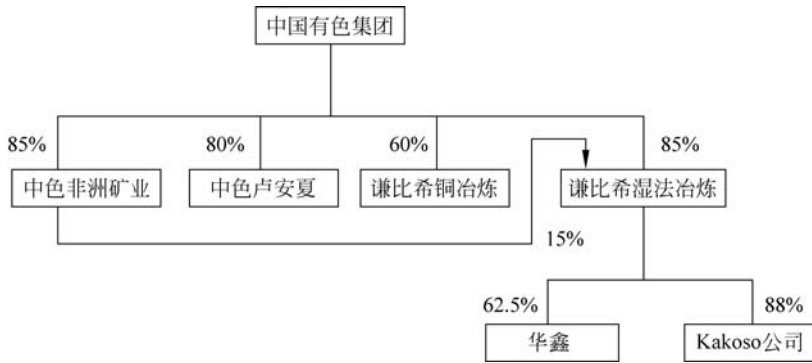 中国有色集团
85%
80%
60%
85%
中色非洲矿业
中色卢安夏
谦比希铜冶炼
谦比希湿法冶炼
15%
62.5%
88%
华鑫
Kakoso公司